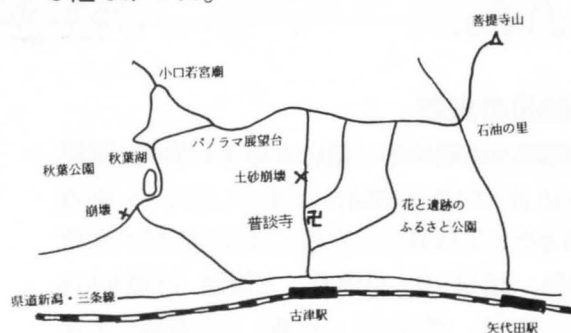 菩提寺山
小口若宮廟
石油の里
パノラマ展望台
秋葉湖
秋葉公園
土砂崩壊
崩壊
花と遺跡の
ふるさと公園
普談寺
卍
県道新潟・三条線
古津駅
矢代田駅